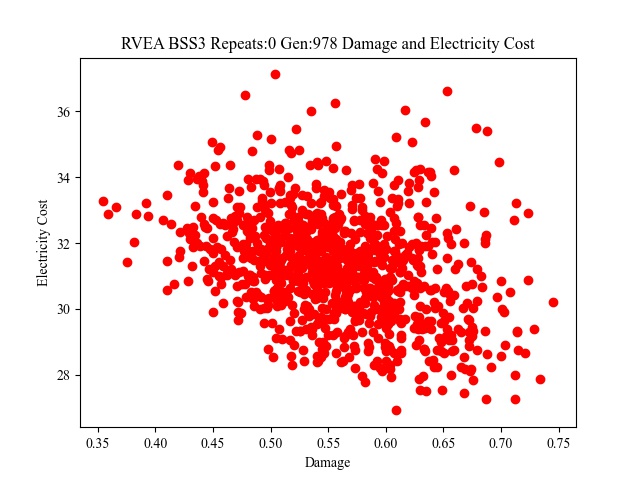 RVEA BSS3 Repeats:0 Gen:978 Damage and Electricity Cost
36
34
32
30
28
Electricity Cost
0.35 0.40 0.45 0.50 0.55 0.60 0.65 0.70 0.75
Damage